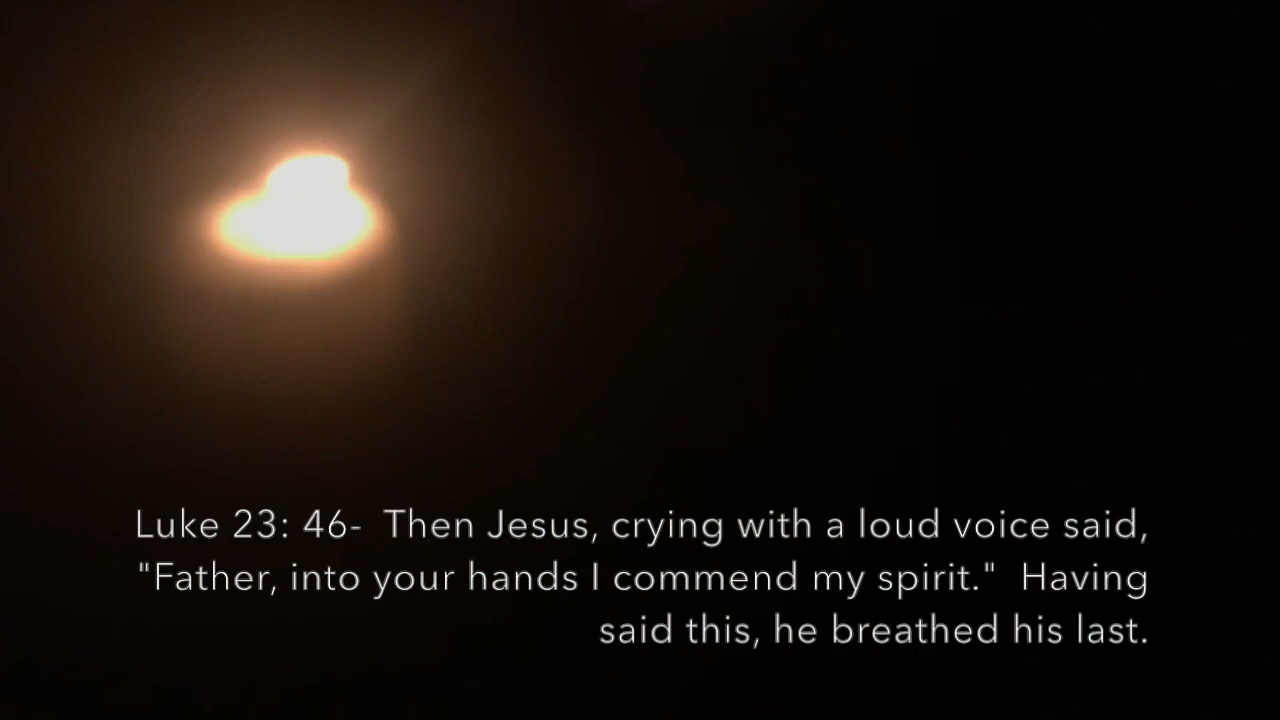 Luke 23: 46-  Then Jesus, crying with a loud voice said,
"Father, into your hands I commend my spirit."  Having
said this, he breathed his last.